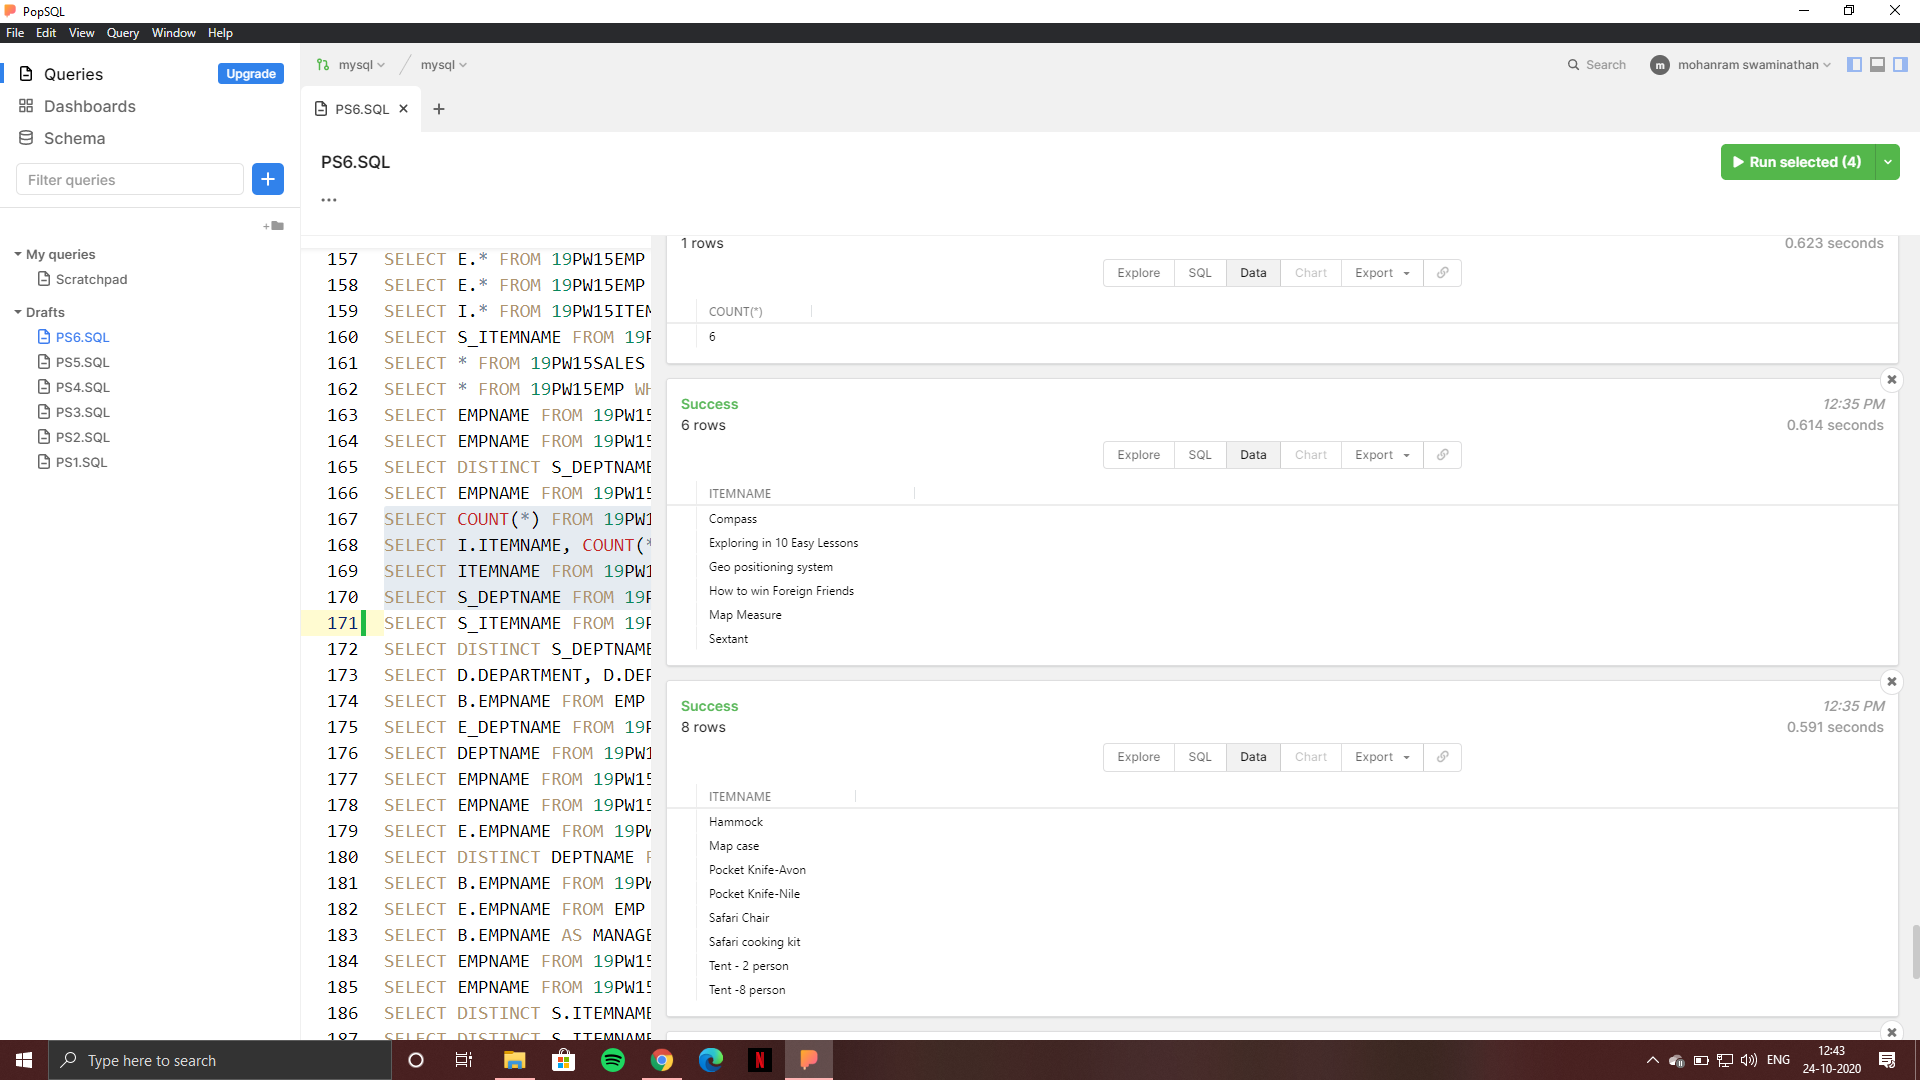 PopSQL
File Edit View Query Window Help
Queries
Upgrade
Dashboards
Schema
Filter queries
My queries
Scratchpad
Drafts
PS6.SQL
PS5.SQL
PS4.SQL
PS3.SQL
PS2.SQL
PS1.SQL
mysql
mysql
Search
m
mohanram swaminathan
PS6.SQL
PS6.SQL
...
Run selected (4)
157 SELECT E.* FROM 19PW15EMP
158 SELECT E.* FROM 19PW15EMP
159 SELECT I.* FROM 19PW15ITEM
160 SELECT S_ITEMNAME FROM 19P
161 SELECT * FROM 19PW15SALES
162 SELECT * FROM 19PW15EMP WH
163 SELECT EMPNAME FROM 19PW15
164 SELECT EMPNAME FROM 19PW15
165 SELECT DISTINCT S_DEPTNAME
166 SELECT EMPNAME FROM 19PW15
167 SELECT COUNT(*) FROM 19PW1
168 SELECT I.ITEMNAME, COUNT(*
169 SELECT ITEMNAME FROM 19PW1
170 SELECT S_DEPTNAME FROM 19P
171 SELECT S_ITEMNAME FROM 19P
172 SELECT DISTINCT S_DEPTNAME
173 SELECT D.DEPARTMENT, D.DEP
174 SELECT B.EMPNAME FROM EMP
175 SELECT E_DEPTNAME FROM 19P
176 SELECT DEPTNAME FROM 19PW1
177 SELECT EMPNAME FROM 19PW15
178 SELECT EMPNAME FROM 19PW15
179 SELECT E.EMPNAME FROM 19PW
180 SELECT DISTINCT DEPTNAME F
181 SELECT B.EMPNAME FROM 19PW
182 SELECT E.EMPNAME FROM EMP
183 SELECT B.EMPNAME AS MANAGE
184 SELECT EMPNAME FROM 19PW15
185 SELECT EMPNAME FROM 19PW15
186 SELECT DISTINCT S.ITEMNAME
187 SELECT DISTINCT S.ITEMNAME
1 rows
0.623 seconds
Explore SQL Data Chart Export
COUNT(*)
6
Success
12:35 PM
6 rows
0.614 seconds
Explore SQL Data Chart Export
ITEMNAME
Compass
Exploring in 10 Easy Lessons
Geo positioning system
How to win Foreign Friends
Map Measure
Sextant
Success
12:35 PM
8 rows
0.591 seconds
Explore SQL Data Chart Export
ITEMNAME
Hammock
Map case
Pocket Knife-Avon
Pocket Knife-Nile
Safari Chair
Safari cooking kit
Tent - 2 person
Tent -8 person
Type here to search
ENG
12:43
24-10-2020